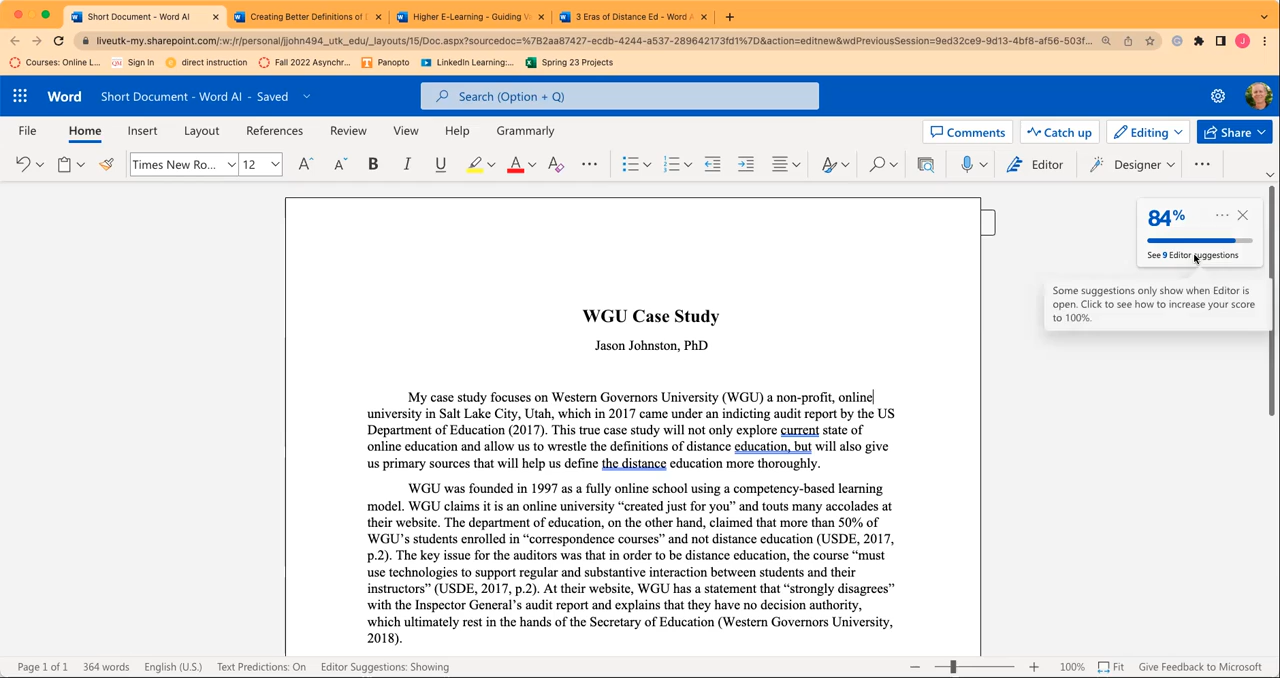 Short Document - Word AI
Creating Better Definitions of
Higher E-Learning - Guiding V
3 Eras of Distance Ed - Word A
liveutk-my.sharepoint.com/:w:/r/personal/jjohn494_utk_edu/_layouts/15/Doc.aspx?sourcedoc=%7B2aa87427-ecdb-4244-a537-289642173fd1%7D&action=editnew&wdPreviousSession=9ed32ce9-9d13-4bf8-af56-503f...
Courses: Online L...
Sign In
direct instruction
Fall 2022 Asynchr...
Panopto
LinkedIn Learning:...
Spring 23 Projects
Word
Short Document - Word AI - Saved
Search (Option + Q)
File
Home
Insert
Layout
References
Review
View
Help
Grammarly
Comments
Catch up
Editing
Share
Times New Ro...
12
Editor
Designer
84%
See 9 Editor suggestions
Some suggestions only show when Editor is
open. Click to see how to increase your score
to 100%.
WGU Case Study
Jason Johnston, PhD
My case study focuses on Western Governors University (WGU) a non-profit, online
university in Salt Lake City, Utah, which in 2017 came under an indicting audit report by the US
Department of Education (2017). This true case study will not only explore current state of
online education and allow us to wrestle the definitions of distance education, but will also give
us primary sources that will help us define the distance education more thoroughly.
WGU was founded in 1997 as a fully online school using a competency-based learning
model. WGU claims it is an online university “created just for you” and touts many accolades at
their website. The department of education, on the other hand, claimed that more than 50% of
WGU’s students enrolled in “correspondence courses” and not distance education (USDE, 2017,
p.2). The key issue for the auditors was that in order to be distance education, the course “must
use technologies to support regular and substantive interaction between students and their
instructors” (USDE, 2017, p.2). At their website, WGU has a statement that “strongly disagrees”
with the Inspector General’s audit report and explains that they have no decision authority,
which ultimately rest in the hands of the Secretary of Education (Western Governors University,
2018).
Page 1 of 1
364 words
English (U.S.)
Text Predictions: On
Editor Suggestions: Showing
100%
Fit
Give Feedback to Microsoft